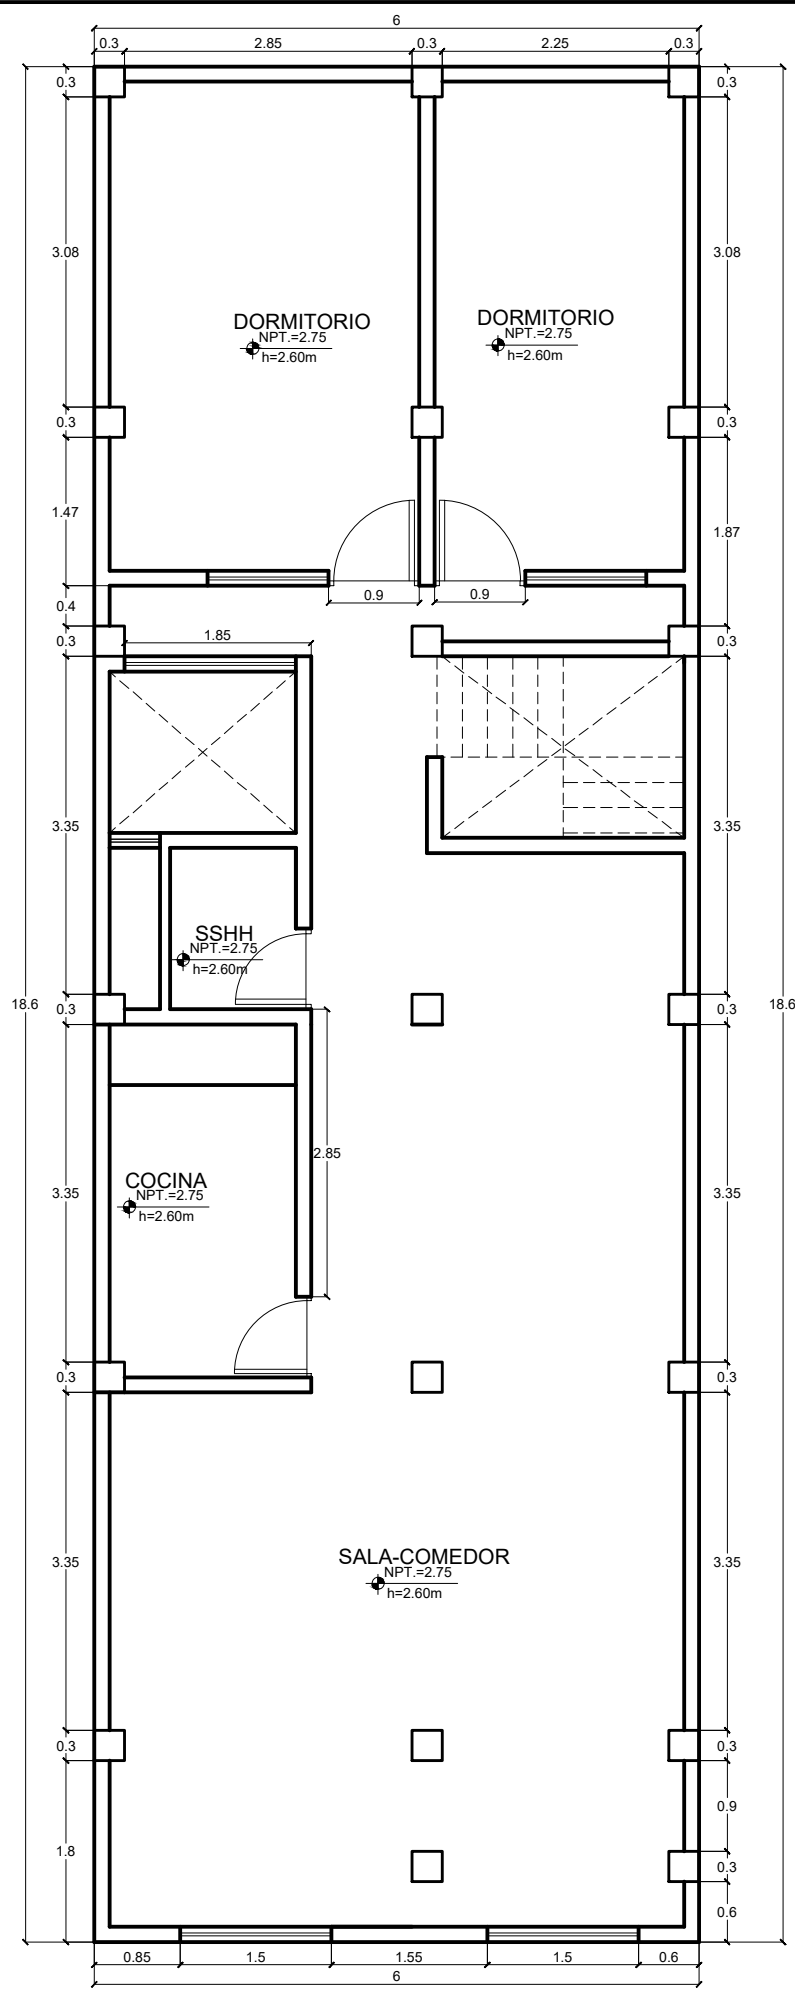 6
0.3 2.85 0.3 2.25 0.3
0.3 0.3
3.08 3.08
DORMITORIO
NPT.=2.75
h=2.60m
DORMITORIO
NPT.=2.75
h=2.60m
0.3 0.3
1.47 1.87
0.9 0.9
0.4
0.3 1.85 0.3
3.35 3.35
SSHH
NPT.=2.75
h=2.60m
18.6 0.3 0.3 18.6
2.85
COCINA
NPT.=2.75
h=2.60m
3.35 3.35
0.3 0.3
SALA-COMEDOR
NPT.=2.75
h=2.60m
3.35 3.35
0.3 0.3
0.9
1.8
0.3
0.6
0.85 1.5 1.55 1.5 0.6
6